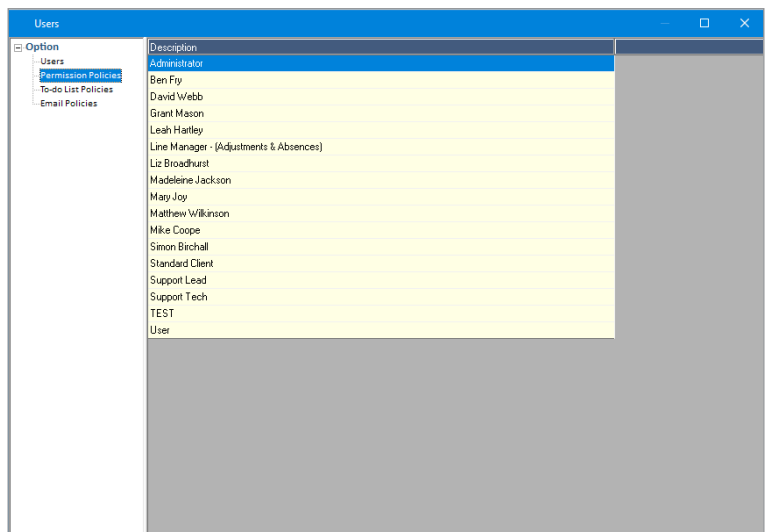 Users
Option
Users
Permission Policies
To-do List Policies
Email Policies
Description
Administrator
Ben Fry
David Webb
Grant Mason
Leah Hartley
Line Manager - (Adjustments & Absences)
Liz Broadhurst
Madeleine Jackson
Mary Joy
Matthew Wilkinson
Mike Coope
Simon Birchall
Standard Client
Support Lead
Support Tech
TEST
User